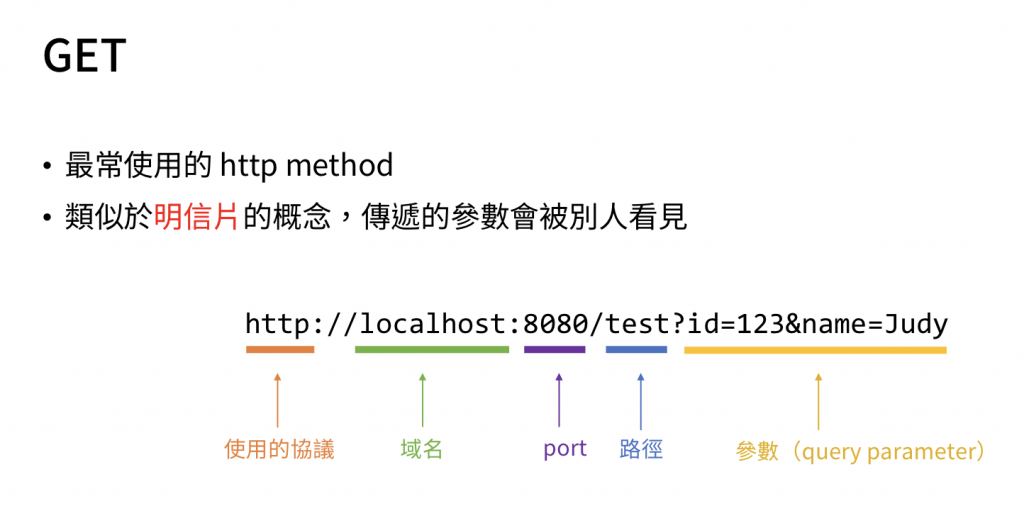 GET
• 最常使用的 http method
• 類似於明信片的概念，傳遞的參數會被別人看見
http://localhost:8080/test?id=123&name=Judy
使用的協議 域名 port 路徑 參數（query parameter）